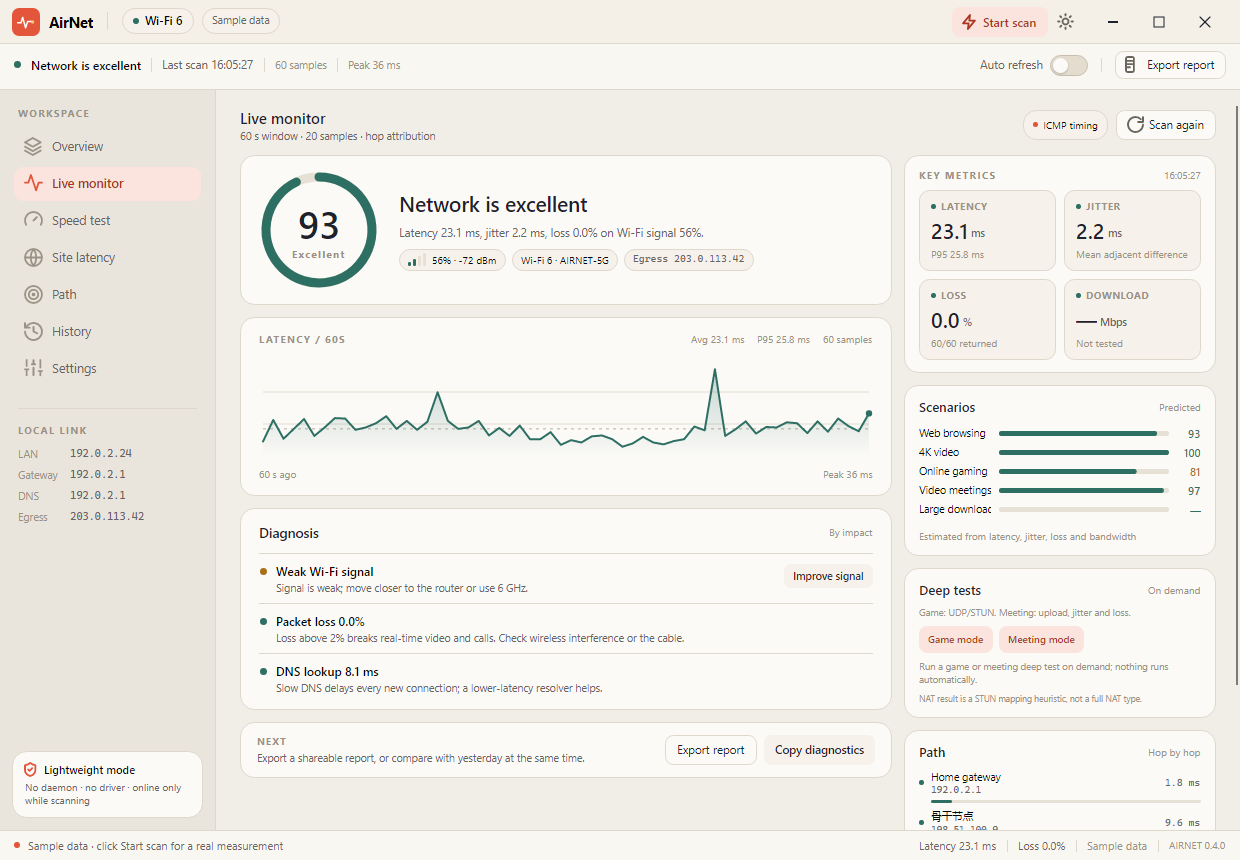 AirNet
Wi-Fi 6
Sample data
Start scan
Network is excellent
Last scan 16:05:27
60 samples
Peak 36 ms
Auto refresh
Export report
WORKSPACE
Overview
Live monitor
Speed test
Site latency
Path
History
Settings
LOCAL LINK
LAN 192.0.2.24
Gateway 192.0.2.1
DNS 192.0.2.1
Egress 203.0.113.42
Lightweight mode
No daemon · no driver · online only
while scanning
Live monitor
60 s window · 20 samples · hop attribution
ICMP timing
Scan again
93
Excellent
Network is excellent
Latency 23.1 ms, jitter 2.2 ms, loss 0.0% on Wi-Fi signal 56%.
56% · -72 dBm
Wi-Fi 6 · AIRNET-5G
Egress 203.0.113.42
LATENCY / 60S
Avg 23.1 ms
P95 25.8 ms
60 samples
60 s ago
Peak 36 ms
Diagnosis
By impact
Weak Wi-Fi signal
Signal is weak; move closer to the router or use 6 GHz.
Improve signal
Packet loss 0.0%
Loss above 2% breaks real-time video and calls. Check wireless interference or the cable.
DNS lookup 8.1 ms
Slow DNS delays every new connection; a lower-latency resolver helps.
NEXT
Export a shareable report, or compare with yesterday at the same time.
Export report
Copy diagnostics
KEY METRICS
16:05:27
LATENCY
23.1 ms
P95 25.8 ms
JITTER
2.2 ms
Mean adjacent difference
LOSS
0.0 %
60/60 returned
DOWNLOAD
— Mbps
Not tested
Scenarios
Predicted
Web browsing 93
4K video 100
Online gaming 81
Video meetings 97
Large downloac —
Estimated from latency, jitter, loss and bandwidth
Deep tests
On demand
Game: UDP/STUN. Meeting: upload, jitter and loss.
Game mode
Meeting mode
Run a game or meeting deep test on demand; nothing runs
automatically.
NAT result is a STUN mapping heuristic, not a full NAT type.
Path
Hop by hop
Home gateway
192.0.2.1
1.8 ms
骨干节点
9.6 ms
Sample data · click Start scan for a real measurement
Latency 23.1 ms
Loss 0.0%
Sample data
AIRNET 0.4.0